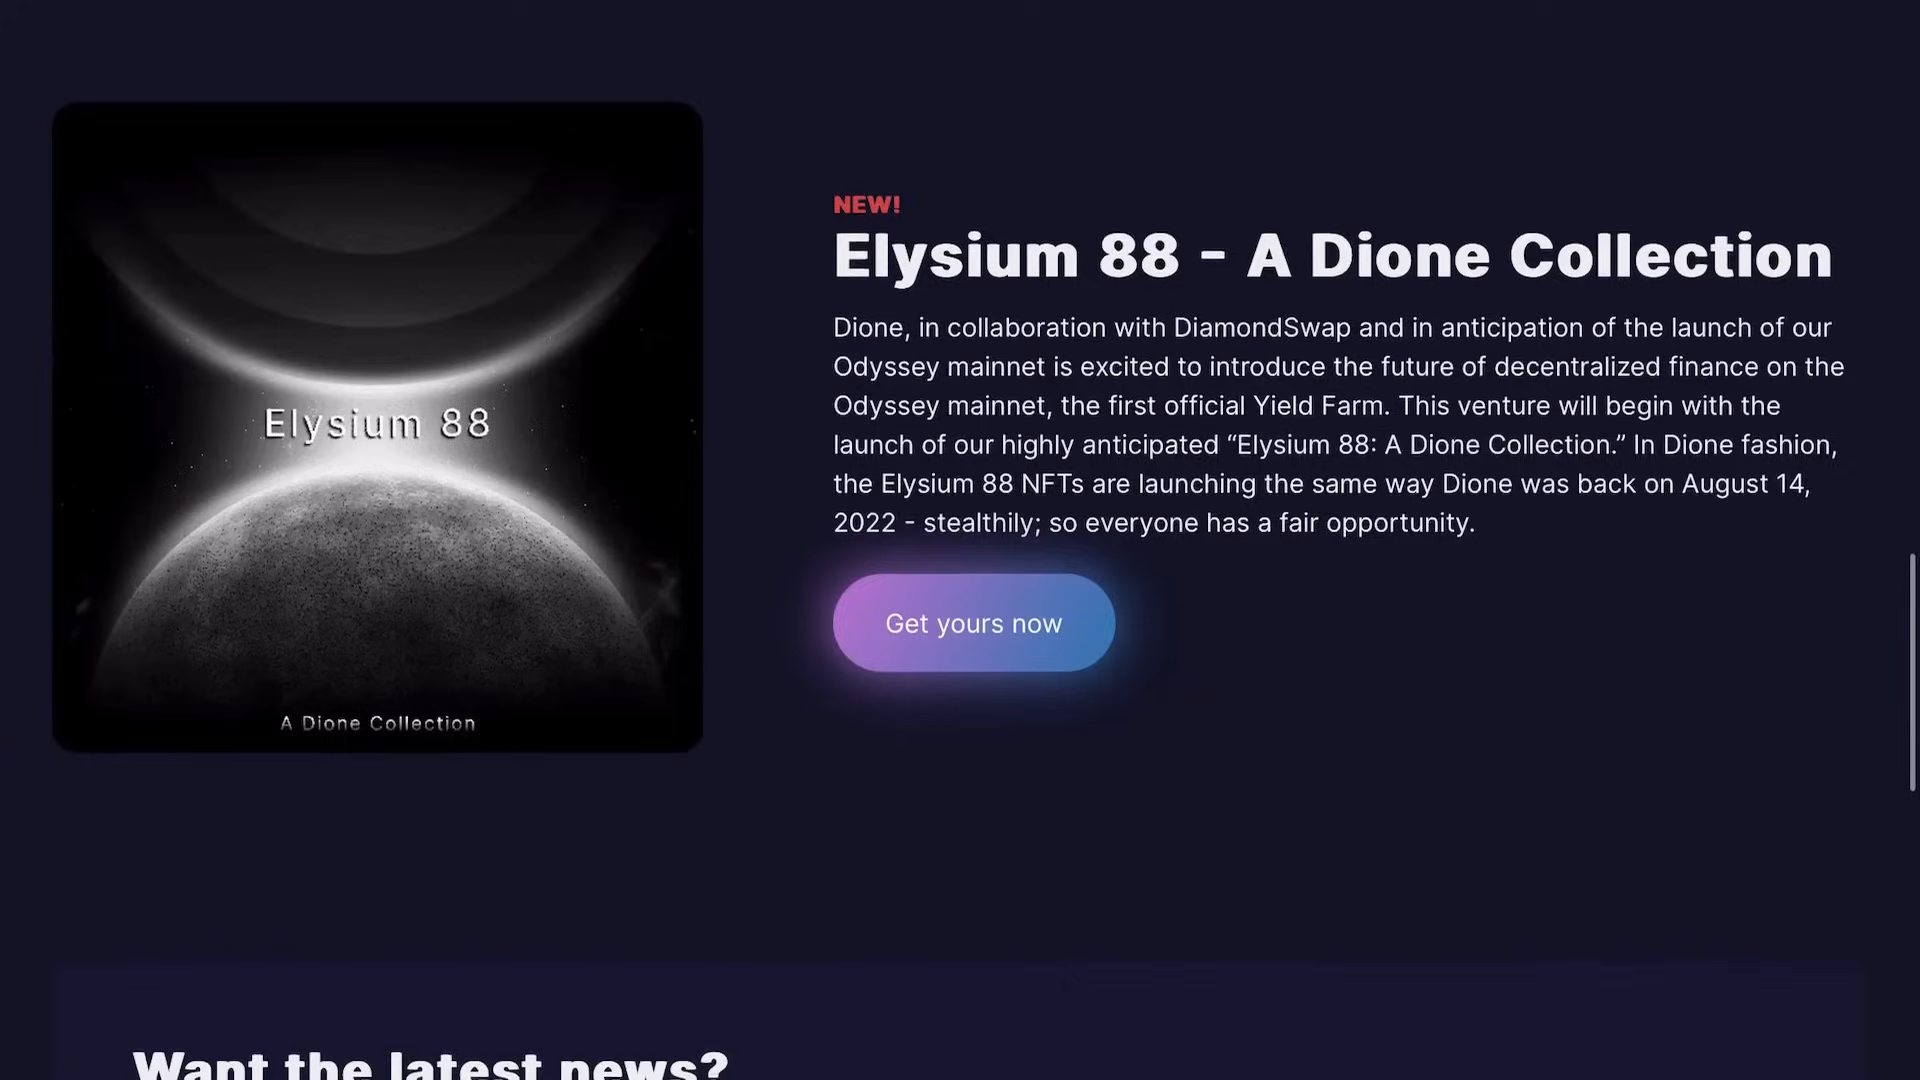 Elysium 88
A Dione Collection
NEW!
Elysium 88 - A Dione Collection
Dione, in collaboration with DiamondSwap and in anticipation of the launch of our
Odyssey mainnet is excited to introduce the future of decentralized finance on the
Odyssey mainnet, the first official Yield Farm. This venture will begin with the
launch of our highly anticipated “Elysium 88: A Dione Collection.” In Dione fashion,
the Elysium 88 NFTs are launching the same way Dione was back on August 14,
2022 - stealthily; so everyone has a fair opportunity.
Get yours now
Want the latest news?